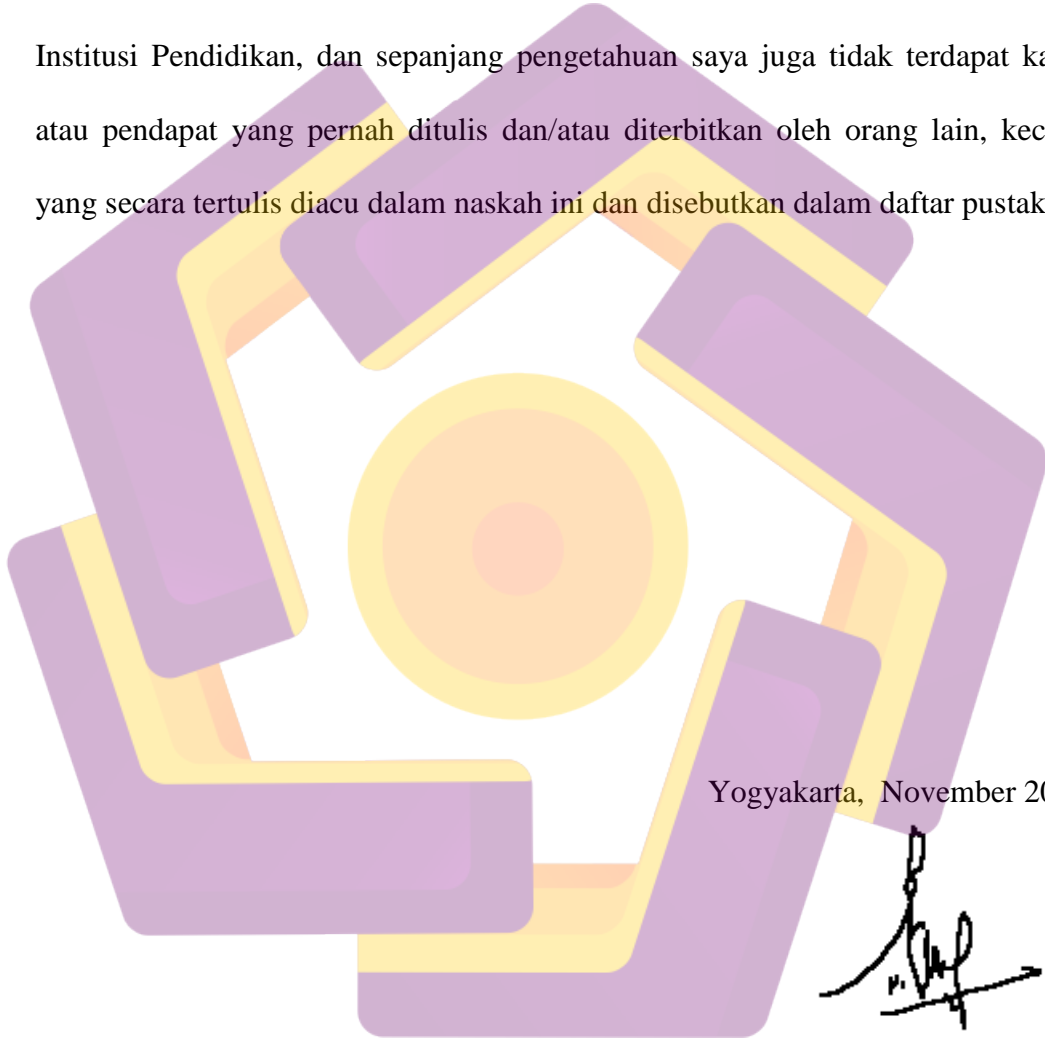 Institusi Pendidikan, dan sepanjang pengetahuan saya juga tidak terdapat ka
atau pendapat yang pernah ditulis dan/atau diterbitkan oleh orang lain, kec
yang secara tertulis diacu dalam naskah ini dan disebutkan dalam daftar pustak
Yogyakarta, November 20